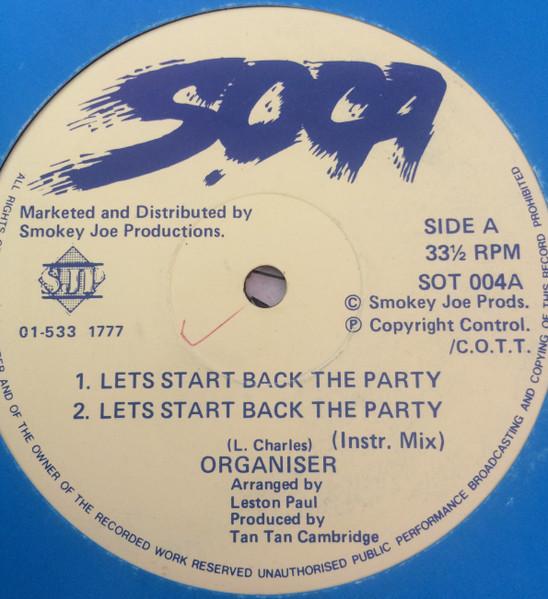 SOCA
Marketed and Distributed by
Smokey Joe Productions.
SJP
01-533 1777
SIDE A
33½ RPM
SOT 004A
© Smokey Joe Prods.
℗ Copyright Control.
/C.O.T.T.
1. LETS START BACK THE PARTY
2. LETS START BACK THE PARTY
(Instr. Mix)
(L. Charles)
ORGANISER
Arranged by
Leston Paul
Produced by
Tan Tan Cambridge
ALL RIGHTS
AND OF THE OWNER OF THE RECORDED WORK RESERVED UNAUTHORISED PUBLIC PERFORMANCE BROADCASTING AND COPYING OF THIS RECORD PROHIBITED